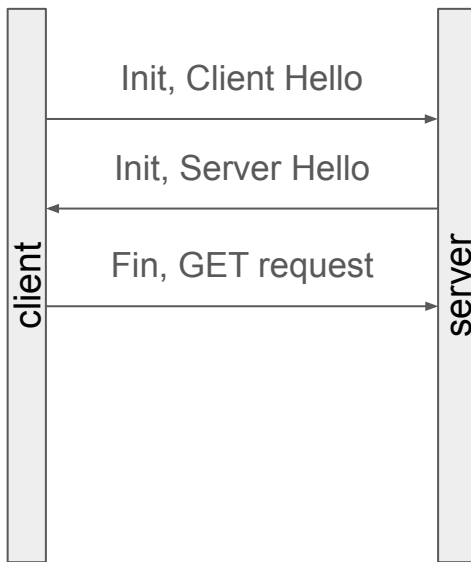 Init, Client Hello
Init, Server Hello
Fin, GET request
client
server